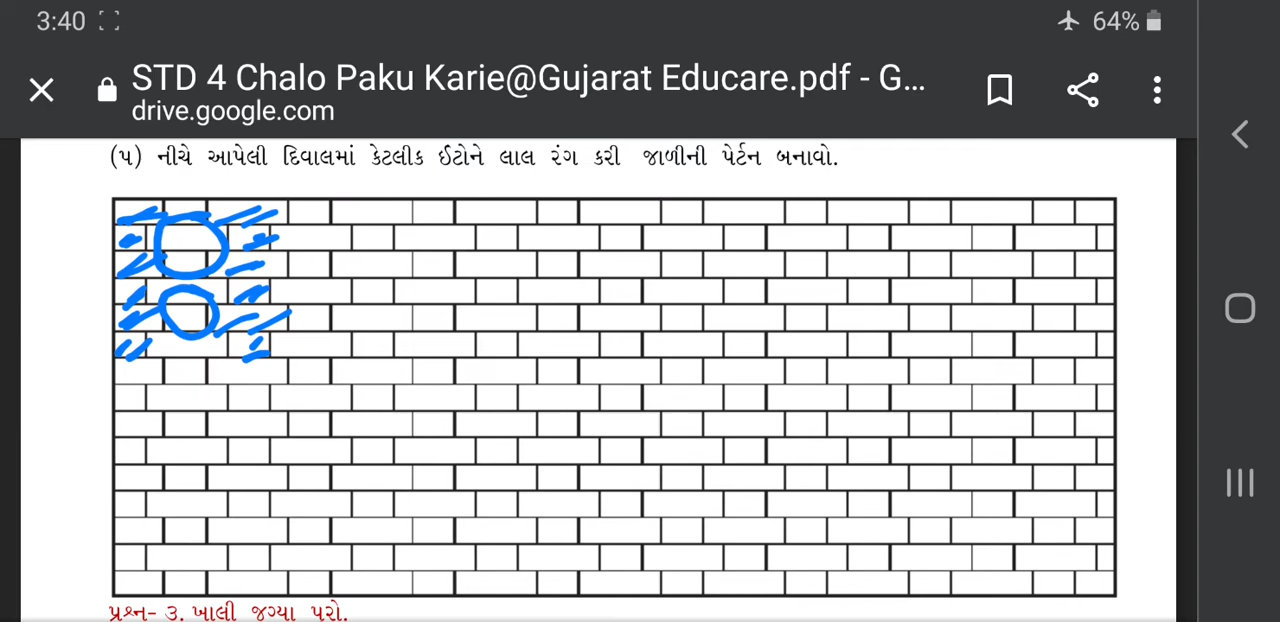 3:40
64%
STD 4 Chalo Paku Karie@Gujarat Educare.pdf - G...
drive.google.com
(૫) નીચે આપેલી દિવાલમાં કેટલીક ઈંટોને લાલ રંગ કરી જાળીની પેટર્ન બનાવો.
પ્રશ્ન- ૩. ખાલી જગ્યા પરો.